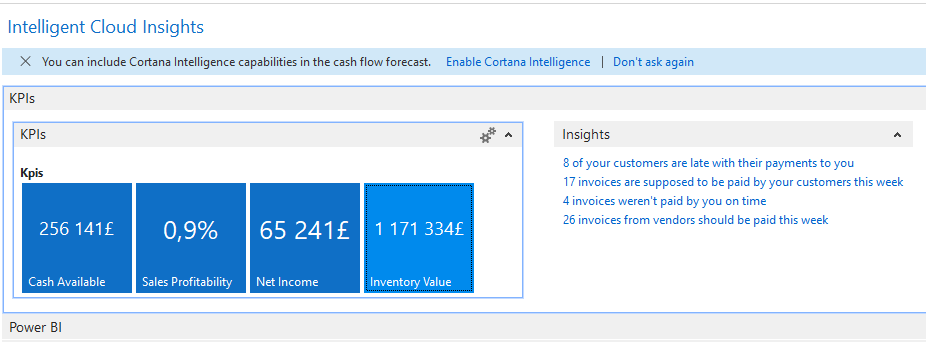 Intelligent Cloud Insights
You can include Cortana Intelligence capabilities in the cash flow forecast. Enable Cortana Intelligence | Don't ask again
KPIs
KPIs
Kpis
256 141£
Cash Available
0,9%
Sales Profitability
65 241£
Net Income
1 171 334£
Inventory Value
Insights
8 of your customers are late with their payments to you
17 invoices are supposed to be paid by your customers this week
4 invoices weren't paid by you on time
26 invoices from vendors should be paid this week
Power BI